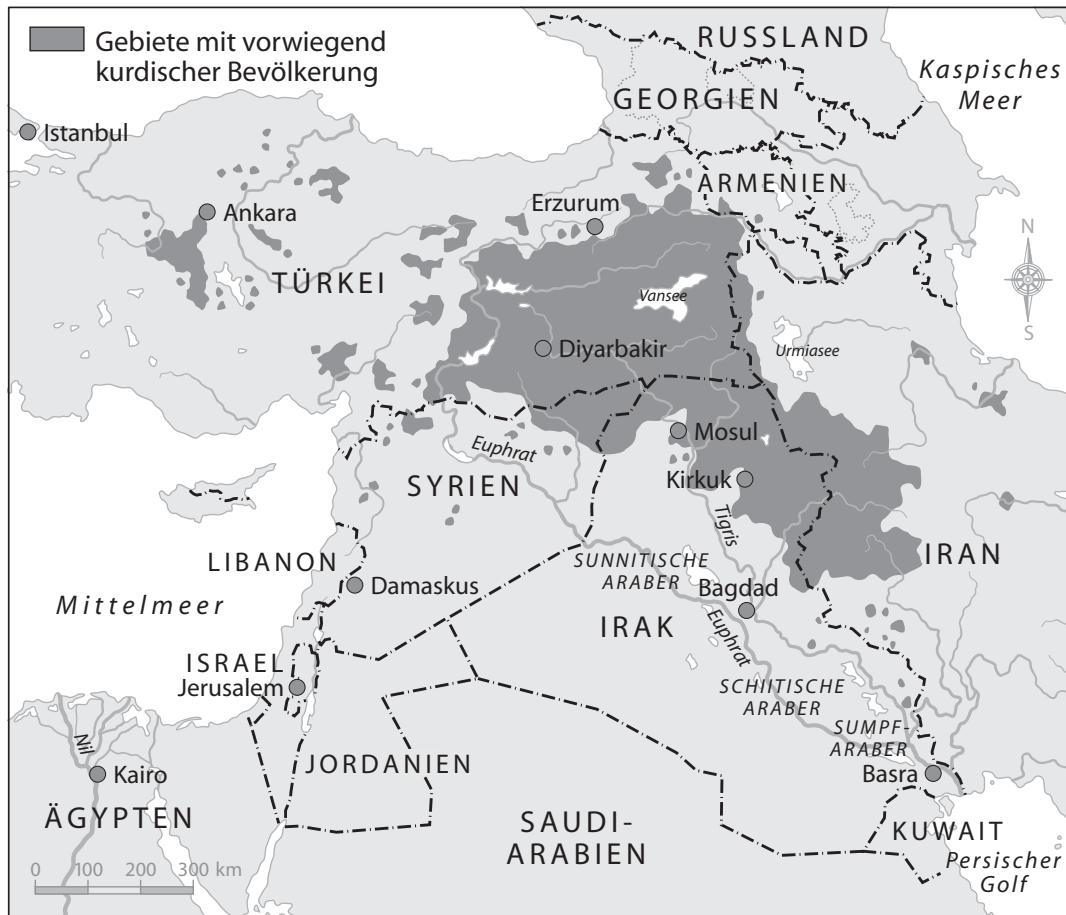 Gebiete mit vorwiegend
kurdischer Bevölkerung
RUSSLAND
Kaspisches
Meer
GEORGIEN
Istanbul
ARMENIEN
Erzurum
Ankara
N
S
TÜRKEI
Vansee
Diyarbakir
Urmiasee
Mosul
Euphrat
Kirkuk
SYRIEN
Tigris
LIBANON
SUNNITISCHE
ARABER
IRAN
Damaskus
Bagdad
Mittelmeer
IRAK
Euphrat
ISRAEL
Jerusalem
SCHIITISCHE
ARABER
SUMPF-
ARABER
Nil
JORDANIEN
Kairo
Basra
ÄGYPTEN
SAUDI-
ARABIEN
KUWAIT
Persischer
Golf
0 100 200 300 km